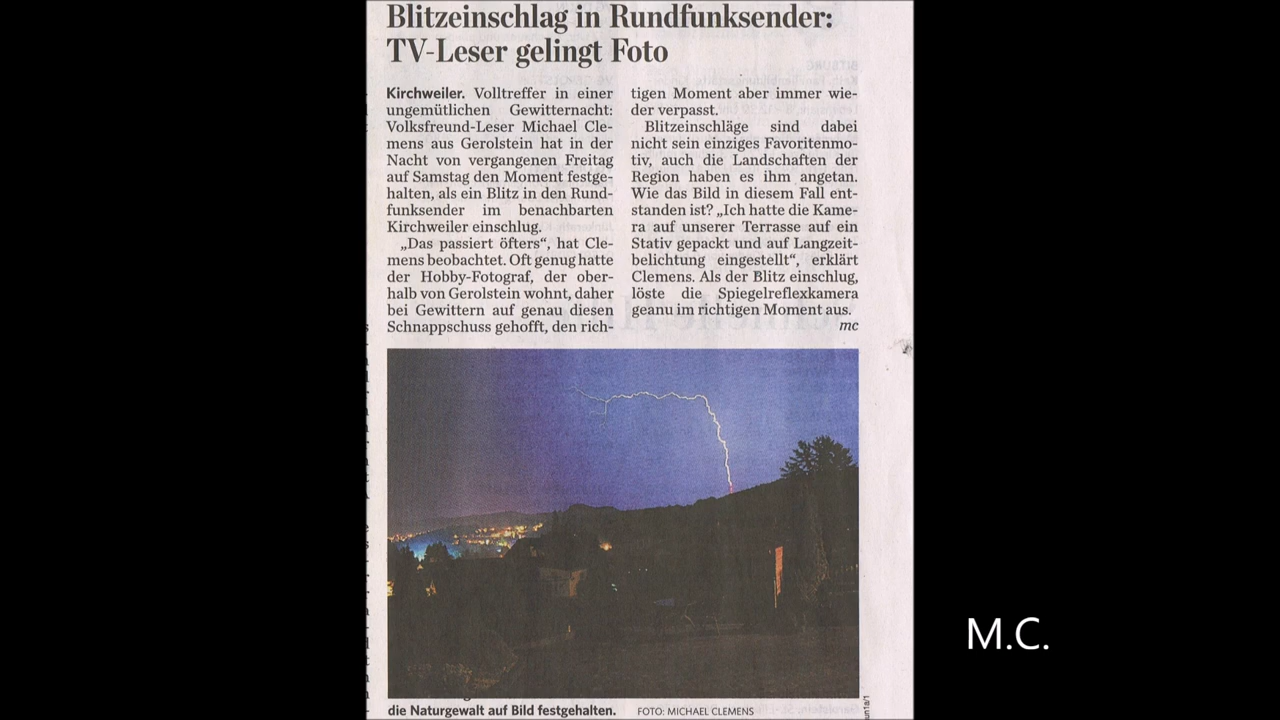 Blitzeinschlag in Rundfunksender:
TV-Leser gelingt Foto
Kirchweiler. Volltreffer in einer
ungemütlichen Gewitternacht:
Volksfreund-Leser Michael Cle-
mens aus Gerolstein hat in der
Nacht von vergangenen Freitag
auf Samstag den Moment festge-
halten, als ein Blitz in den Rund-
funksender im benachbarten
Kirchweiler einschlug.
„Das passiert öfters“, hat Cle-
mens beobachtet. Oft genug hatte
der Hobby-Fotograf, der ober-
halb von Gerolstein wohnt, daher
bei Gewittern auf genau diesen
Schnappschuss gehofft, den rich-
tigen Moment aber immer wie-
der verpasst.
Blitzeinschläge sind dabei
nicht sein einziges Favoritenmo-
tiv, auch die Landschaften der
Region haben es ihm angetan.
Wie das Bild in diesem Fall ent-
standen ist? „Ich hatte die Kame-
ra auf unserer Terrasse auf ein
Stativ gepackt und auf Langzeit-
belichtung eingestellt“, erklärt
Clemens. Als der Blitz einschlug,
löste die Spiegelreflexkamera
geanu im richtigen Moment aus.
mc
die Naturgewalt auf Bild festgehalten.
FOTO: MICHAEL CLEMENS
M.C.